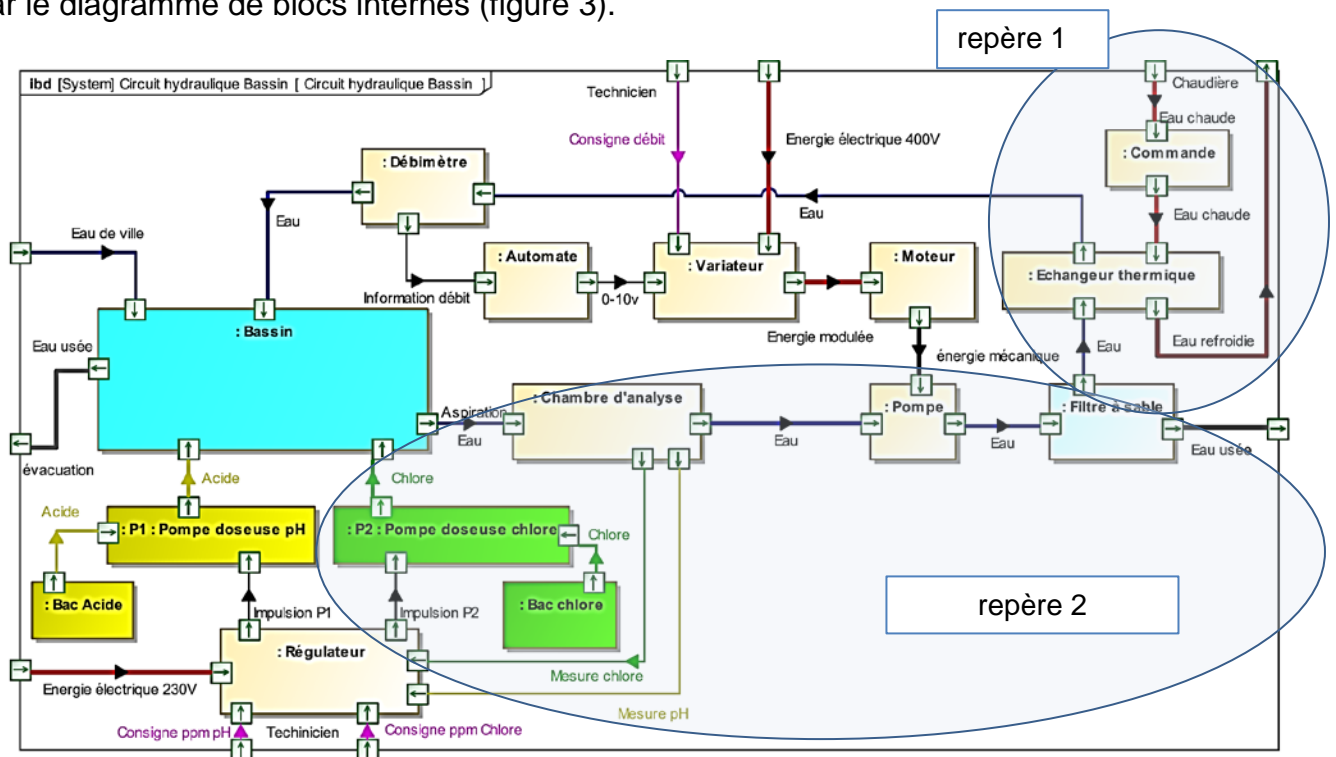 ar le diagramme de blocs internes (figure 3).
repère 1
ibd [System] Circuit hydraulique Bassin [ Circuit hydraulique Bassin ]
Technicien
Chaudière
Eau chaude
Consigne débit
Energie électrique 400V
: Commande
: Débimètre
Eau chaude
Eau
Eau
Eau de ville
: Automate
: Variateur
: Moteur
: Echangeur thermique
Information débit
0-10v
: Bassin
Energie modulée
Eau refroidie
Eau usée
énergie mécanique
Eau
: Chambre d'analyse
: Pompe
: Filtre à sable
Aspiration
Eau
Eau
Eau
Eau usée
évacuation
Acide
Chlore
Acide
: P1 : Pompe doseuse pH
: P2 : Pompe doseuse chlore
Chlore
: Bac Acide
Impulsion P1
Impulsion P2
: Bac chlore
repère 2
: Régulateur
Mesure chlore
Energie électrique 230V
Mesure pH
Consigne ppm pH
Techinicien
Consigne ppm Chlore